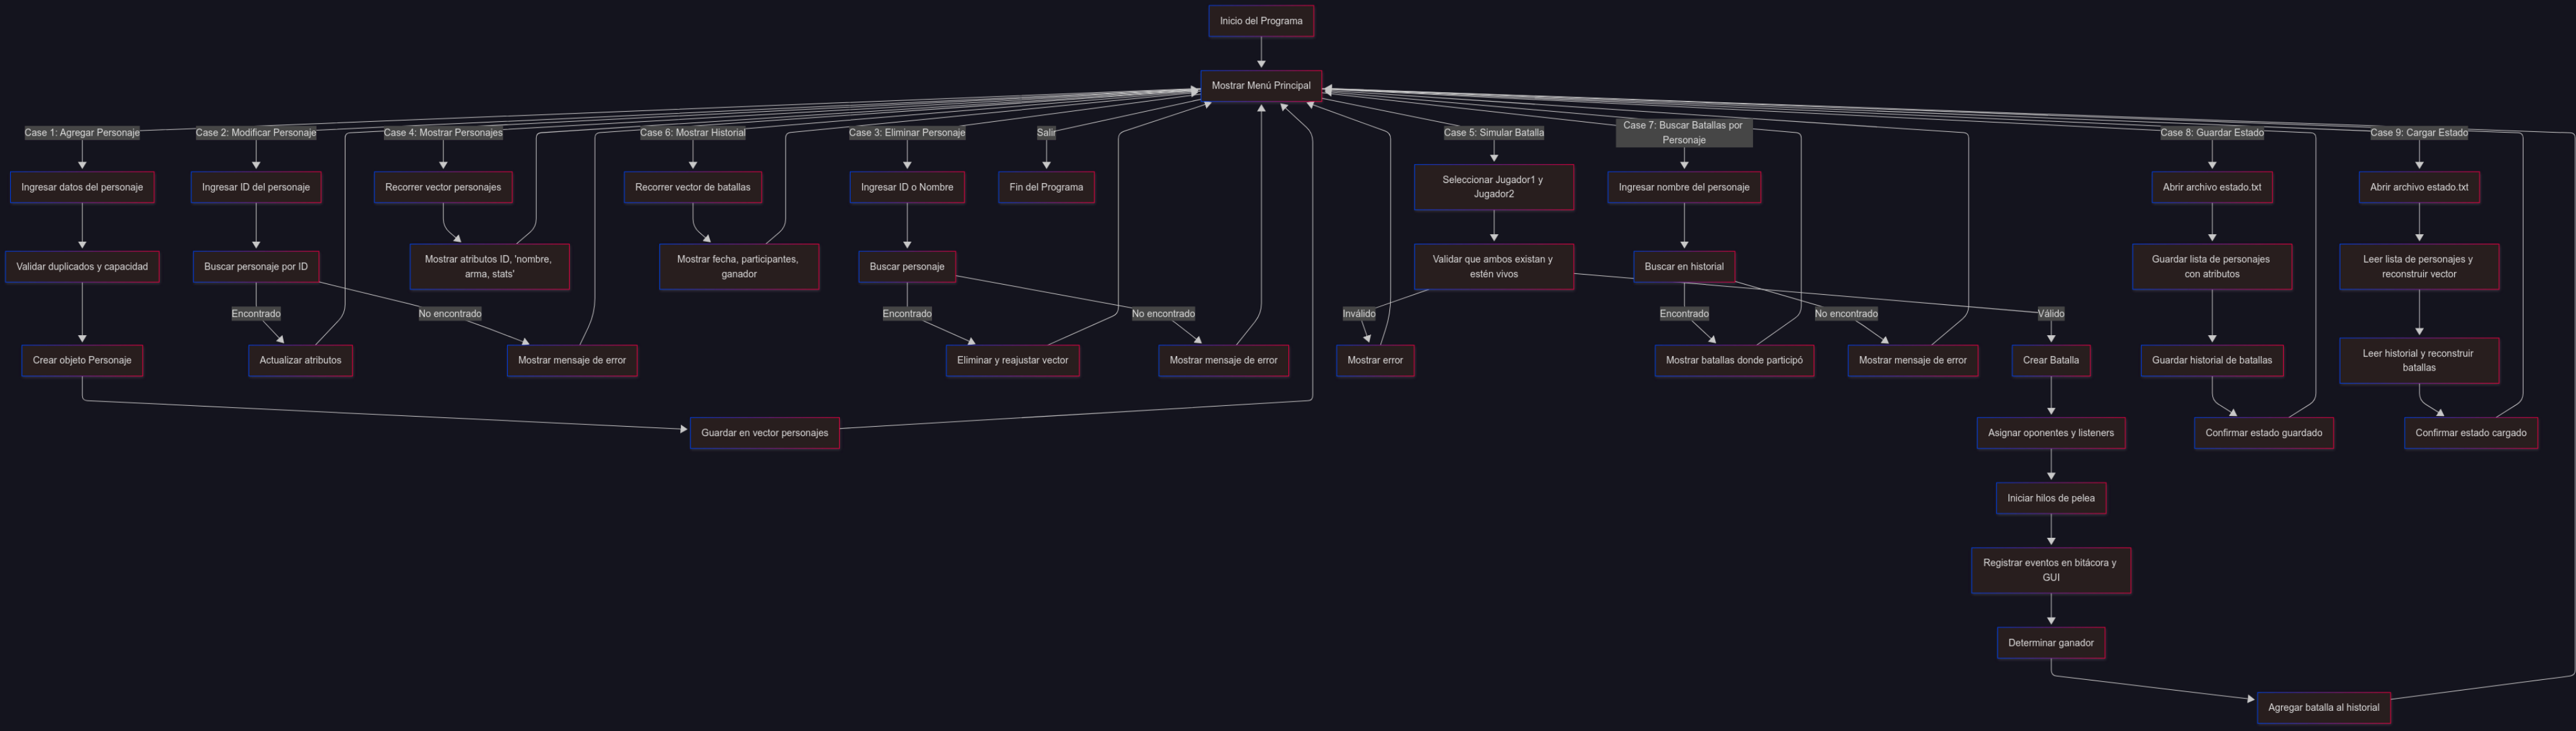 Inicio del Programa
Mostrar Menú Principal
Case 1: Agregar Personaje
Case 2: Modificar Personaje
Case 4: Mostrar Personajes
Case 6: Mostrar Historial
Case 3: Eliminar Personaje
Salir
Case 5: Simular Batalla
Case 7: Buscar Batallas por
Personaje
Case 8: Guardar Estado
Case 9: Cargar Estado
Ingresar datos del personaje
Ingresar ID del personaje
Recorrer vector personajes
Recorrer vector de batallas
Ingresar ID o Nombre
Fin del Programa
Seleccionar Jugador1 y
Jugador2
Ingresar nombre del personaje
Abrir archivo estado.txt
Abrir archivo estado.txt
Validar duplicados y capacidad
Buscar personaje por ID
Mostrar atributos ID, 'nombre,
arma, stats'
Mostrar fecha, participantes,
ganador
Buscar personaje
Validar que ambos existan y
estén vivos
Buscar en historial
Guardar lista de personajes
con atributos
Leer lista de personajes y
reconstruir vector
Encontrado
No encontrado
Encontrado
No encontrado
Inválido
Encontrado
No encontrado
Válido
Crear objeto Personaje
Actualizar atributos
Mostrar mensaje de error
Eliminar y reajustar vector
Mostrar mensaje de error
Mostrar error
Mostrar batallas donde participó
Mostrar mensaje de error
Crear Batalla
Guardar historial de batallas
Leer historial y reconstruir
batallas
Guardar en vector personajes
Asignar oponentes y listeners
Confirmar estado guardado
Confirmar estado cargado
Iniciar hilos de pelea
Registrar eventos en bitácora y
GUI
Determinar ganador
Agregar batalla al historial